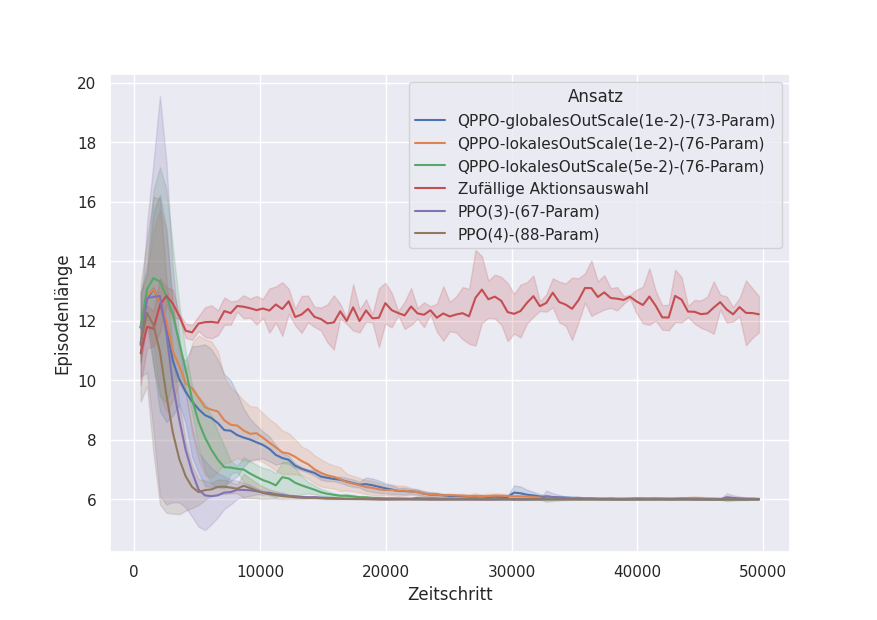 Ansatz
QPPO-globalesOutScale(1e-2)-(73-Param)
QPPO-lokalesOutScale(1e-2)-(76-Param)
QPPO-lokalesOutScale(5e-2)-(76-Param)
Zufällige Aktionsauswahl
PPO(3)-(67-Param)
PPO(4)-(88-Param)
Episodenlänge
20
18
16
14
12
10
8
6
0
10000
20000
30000
40000
50000
Zeitschritt